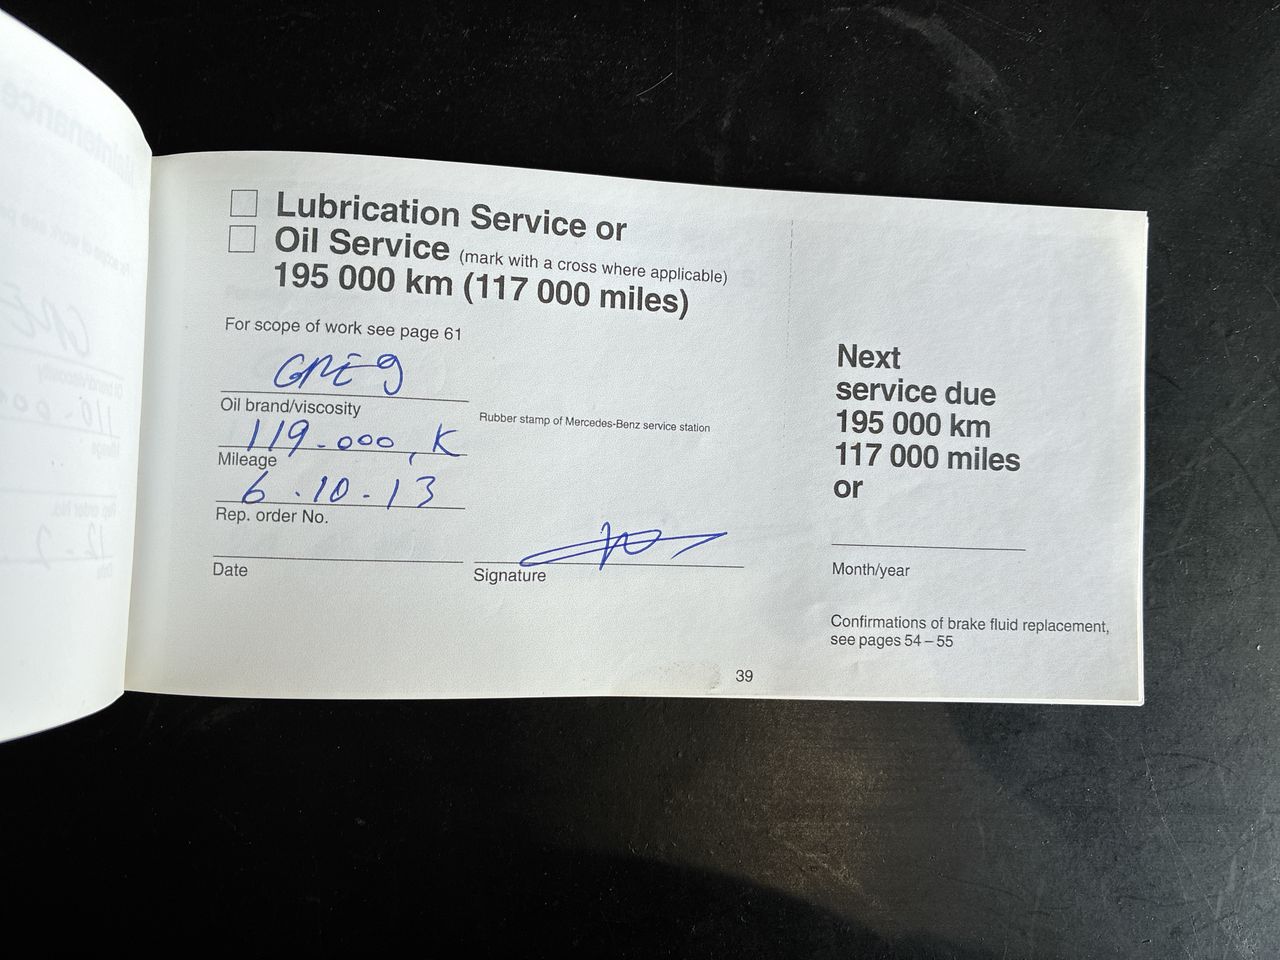 Lubrication Service or
Oil Service (mark with a cross where applicable)
195 000 km (117 000 miles)
For scope of work see page 61
GREg
Oil brand/viscosity
Rubber stamp of Mercedes-Benz service station
119-000, K
Mileage
6.10-13
Rep. order No.
Date
Signature
Next
service due
195 000 km
117 000 miles
or
Month/year
Confirmations of brake fluid replacement,
see pages 54 – 55
39